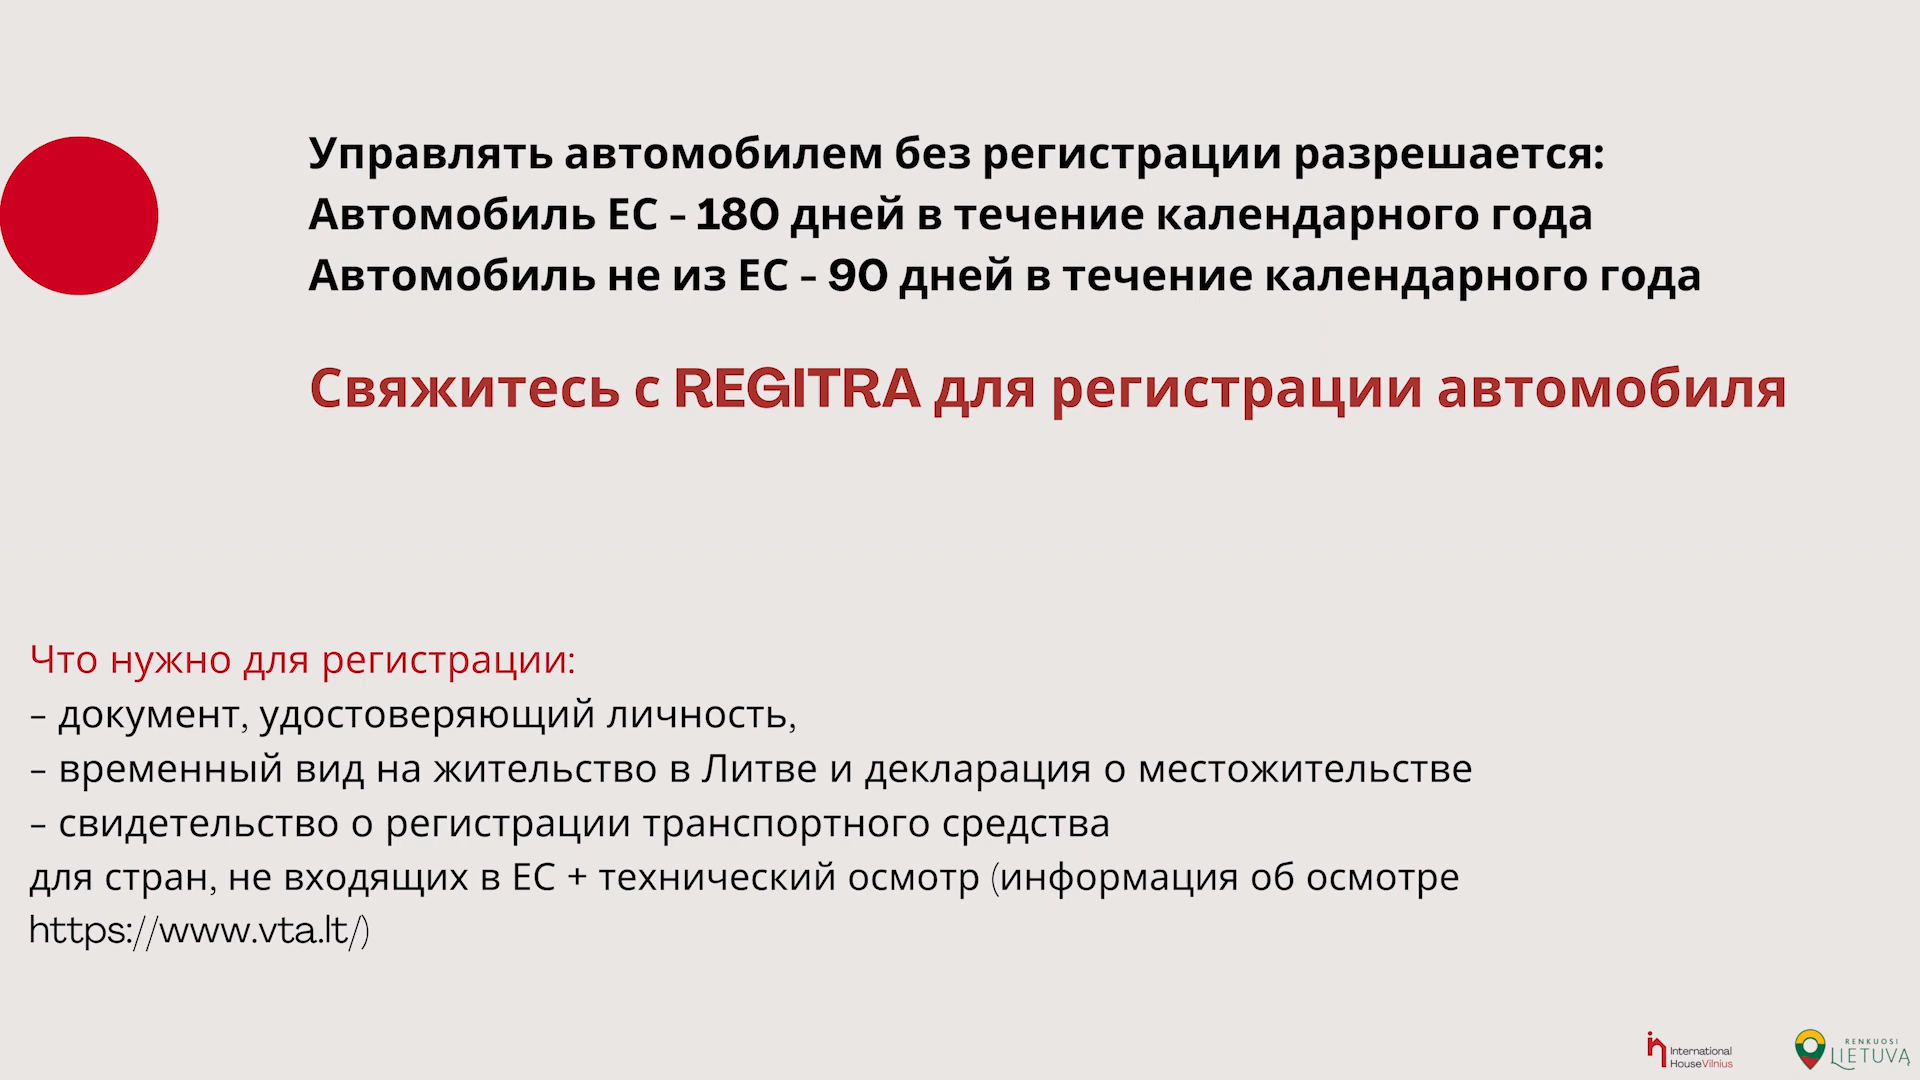 Управлять автомобилем без регистрации разрешается:
Автомобиль ЕС - 180 дней в течение календарного года
Автомобиль не из ЕС - 90 дней в течение календарного года
Свяжитесь с REGITRA для регистрации автомобиля
Что нужно для регистрации:
- документ, удостоверяющий личность,
- временный вид на жительство в Литве и декларация о местожительстве
- свидетельство о регистрации транспортного средства
для стран, не входящих в ЕС + технический осмотр (информация об осмотре
https://www.vta.lt/)
International
HouseVilnius
RENKUOSI
LIETUVĄ